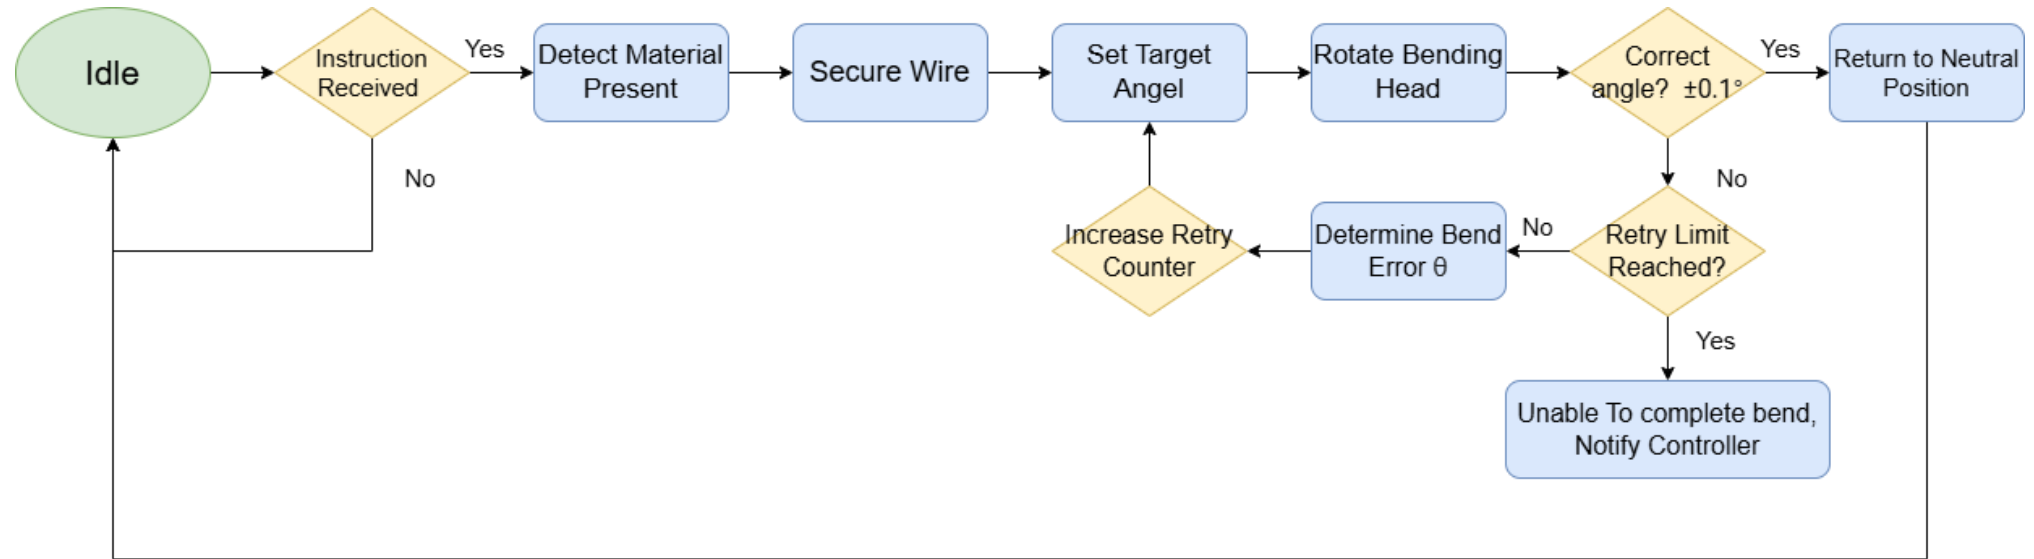 Idle
Instruction
Received
Yes
No
Detect Material
Present
Secure Wire
Set Target
Angel
Rotate Bending
Head
Correct
angle? ±0.1°
Yes
Return to Neutral
Position
No
Retry Limit
Reached?
No
Determine Bend
Error θ
Increase Retry
Counter
Yes
Unable To complete bend,
Notify Controller